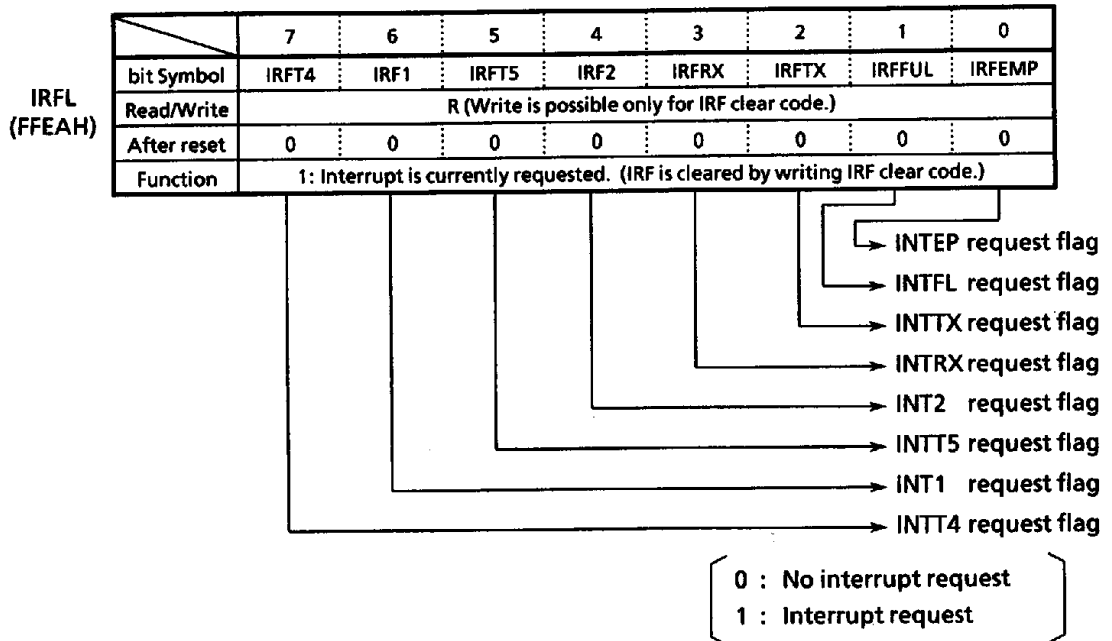 7 6 5 4 3 2 1 0
bit Symbol IRFT4 IRF1 IRFT5 IRF2 IRFRX IRFTX IRFFUL IRFEMP
IRFL
(FFEAH)
Read/Write R (Write is possible only for IRF clear code.)
After reset 0 0 0 0 0 0 0 0
Function 1: Interrupt is currently requested. (IRF is cleared by writing IRF clear code.)
INTEP request flag
INTFL request flag
INTTX request flag
INTRX request flag
INT2 request flag
INTT5 request flag
INT1 request flag
INTT4 request flag
0 : No interrupt request
1 : Interrupt request